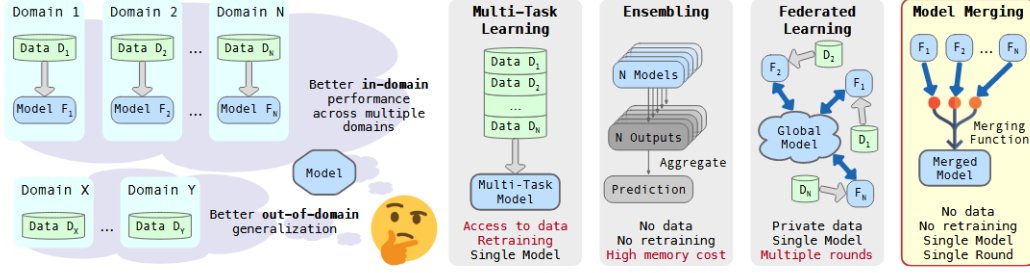 Domain 1
Data D1
Model F1
Domain 2
Data D2
Model F2
...
...
Domain N
Data DN
Model FN
Better in-domain
performance
across multiple
domains
Model
Domain X
Data DX
...
Domain Y
Data DY
Better out-of-domain
generalization
Multi-Task
Learning
Data D1
Data D2
...
Data DN
Multi-Task
Model
Access to data
Retraining
Single Model
Ensembling
N Models
N Outputs
Aggregate
Prediction
No data
No retraining
High memory cost
Federated
Learning
D2
F2
F1
Global
Model
D1
DN
FN
Private data
Single Model
Multiple rounds
Model Merging
F1
F2
...
FN
Merging
Function
Merged
Model
No data
No retraining
Single Model
Single Round